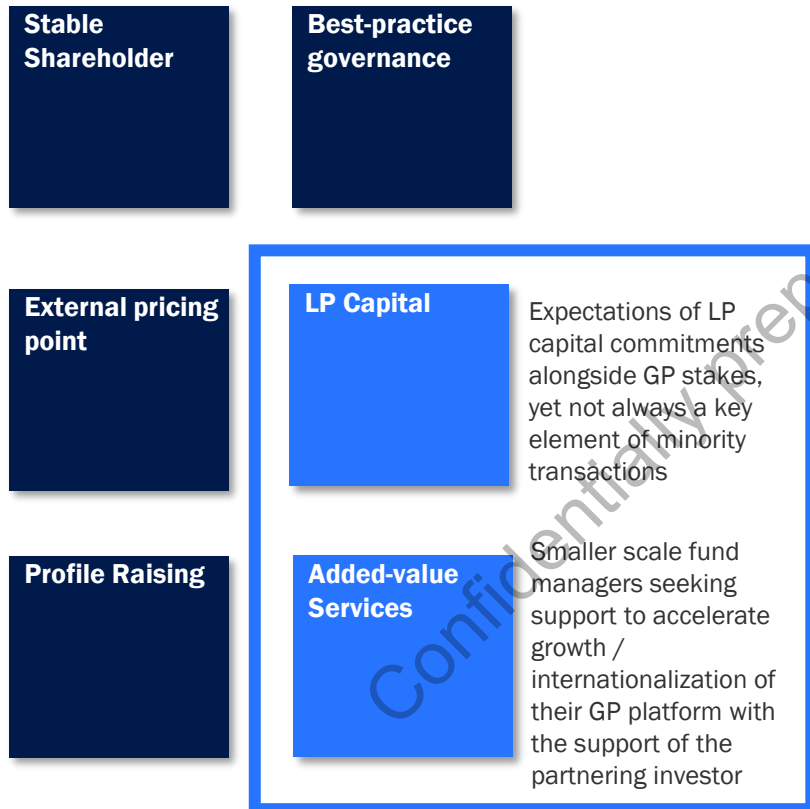 Stable
Shareholder
Best-practice
governance
External pricing
point
LP Capital
Expectations of LP
capital commitments
alongside GP stakes,
yet not always a key
element of minority
transactions
Profile Raising
Added-value
Services
Smaller scale fund
managers seeking
support to accelerate
growth /
internationalization of
their GP platform with
the support of the
partnering investor
Confidentially